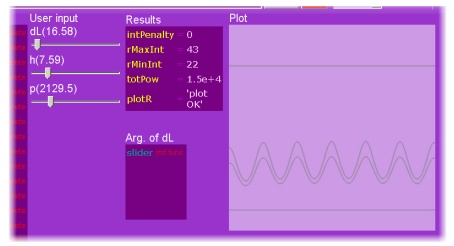 User input
dL(16.58)
h(7.59)
p(2129.5)
Results
intPenalty = 0
rMaxInt = 43
rMinInt = 22
totPow = 1.5e+4
plotR = 'plot OK'
Arg. of dL
slider
Plot